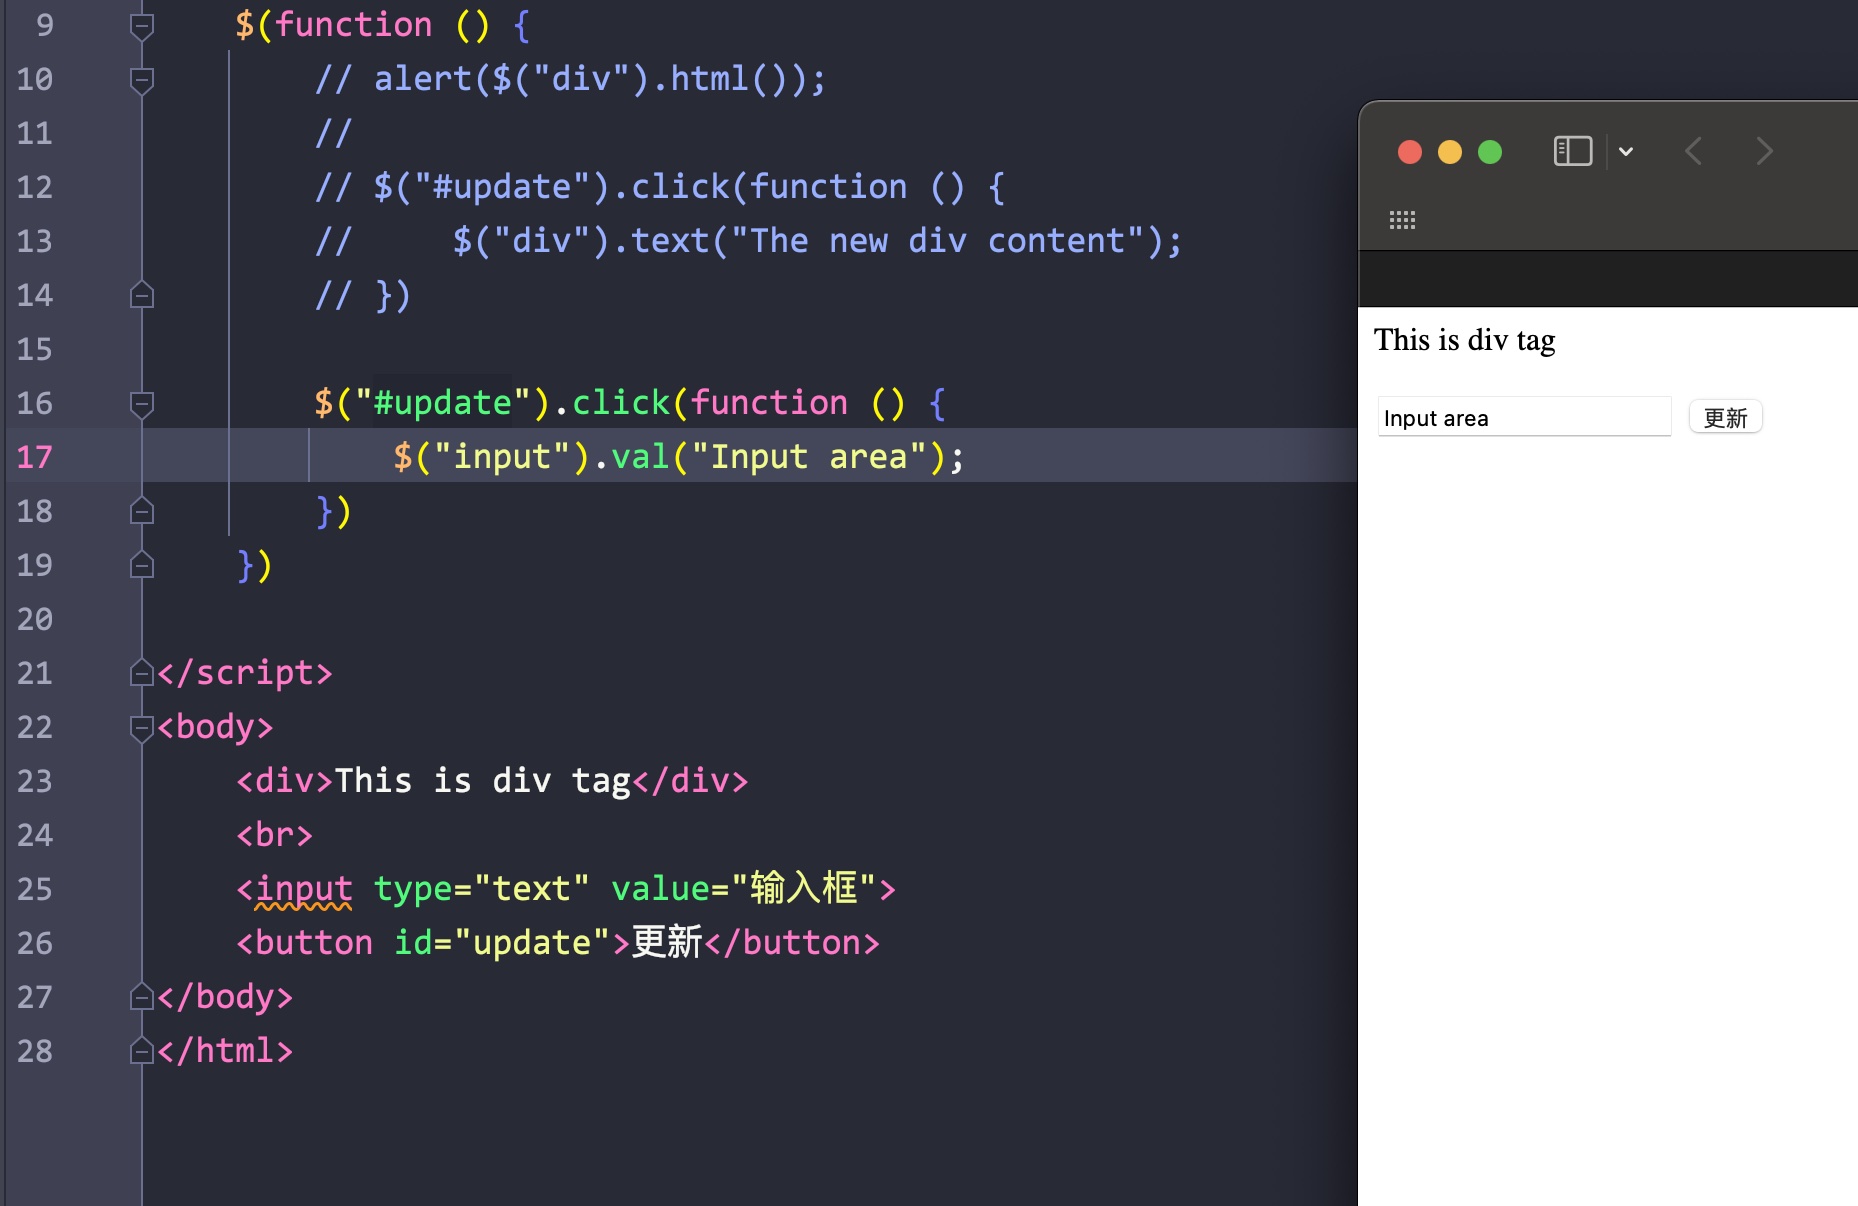 9 $(function () {
10 // alert($("div").html());
11 //
12 // $("#update").click(function () {
13 //     $("div").text("The new div content");
14 // })
15
16 $("#update").click(function () {
17 $("input").val("Input area");
18 })
19 })
20
21 </script>
22 <body>
23 <div>This is div tag</div>
24 <br>
25 <input type="text" value="输入框">
26 <button id="update">更新</button>
27 </body>
28 </html>
This is div tag
Input area 更新